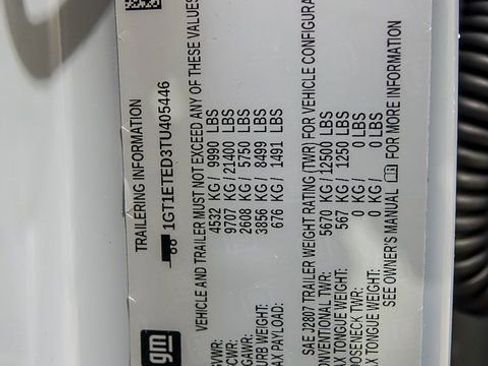 TRAILERING INFORMATION
1GT1ETED3TU405446
VEHICLE AND TRAILER MUST NOT EXCEED ANY OF THESE VALUES
GVWR: 4532 KG / 9990 LBS
GCWR: 9707 KG / 21400 LBS
GAWR: 2608 KG / 5750 LBS
CURB WEIGHT: 3856 KG / 8499 LBS
MAX PAYLOAD: 676 KG / 1491 LBS
SAE J2807 TRAILER WEIGHT RATING (TWR) FOR VEHICLE CONFIGURA
CONVENTIONAL TWR: 5670 KG / 12500 LBS
MAX TONGUE WEIGHT: 567 KG / 1250 LBS
GOOSENECK TWR: 0 KG / 0 LBS
MAX TONGUE WEIGHT: 0 KG / 0 LBS
SEE OWNER'S MANUAL FOR MORE INFORMATION
gm